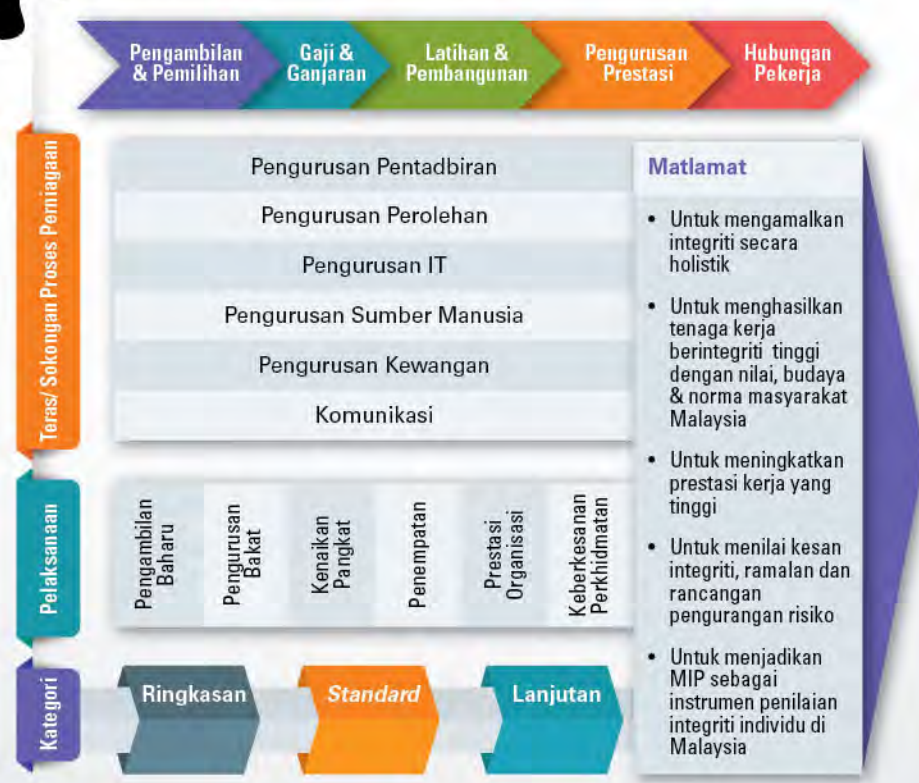 Pengambilan
& Pemilihan
Gaji &
Ganjaran
Latihan &
Pembangunan
Pengurusan
Prestasi
Hubungan
Pekerja
Teras/ Sokongan Proses Perniagaan
Pengurusan Pentadbiran
Pengurusan Perolehan
Pengurusan IT
Pengurusan Sumber Manusia
Pengurusan Kewangan
Komunikasi
Pelaksanaan
Pengambilan
Baharu
Pengurusan
Bakat
Kenaikan
Pangkat
Penempatan
Prestasi
Organisasi
Keberkesanan
Perkhidmatan
Kategori
Ringkasan
Standard
Lanjutan
Matlamat
• Untuk mengamalkan
integriti secara
holistik
• Untuk menghasilkan
tenaga kerja
berintegriti tinggi
dengan nilai, budaya
& norma masyarakat
Malaysia
• Untuk meningkatkan
prestasi kerja yang
tinggi
• Untuk menilai kesan
integriti, ramalan dan
rancangan
pengurangan risiko
• Untuk menjadikan
MIP sebagai
instrumen penilaian
integriti individu di
Malaysia